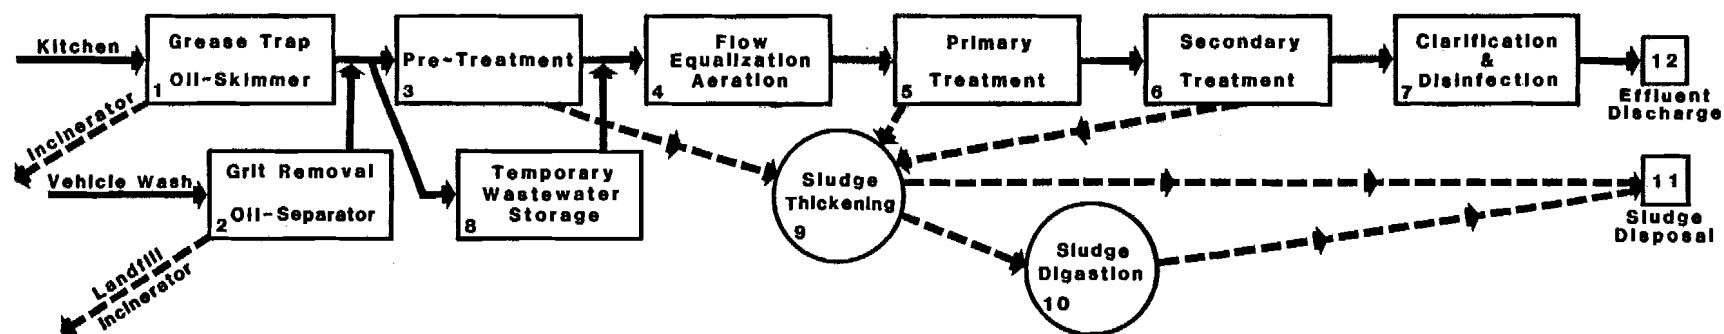 Kitchen
Grease Trap
Oil-Skimmer
1
Pre-Treatment
3
Flow
Equalization
Aeration
4
Primary
Treatment
5
Secondary
Treatment
6
Clarification
&
Disinfection
7
12
Effluent
Discharge
Incinerator
Vehicle Wash
Grit Removal
Oil-Separator
2
Temporary
Wastewater
Storage
8
Sludge
Thickening
9
11
Sludge
Disposal
Sludge
Digastion
10
Landfill
Incinerator